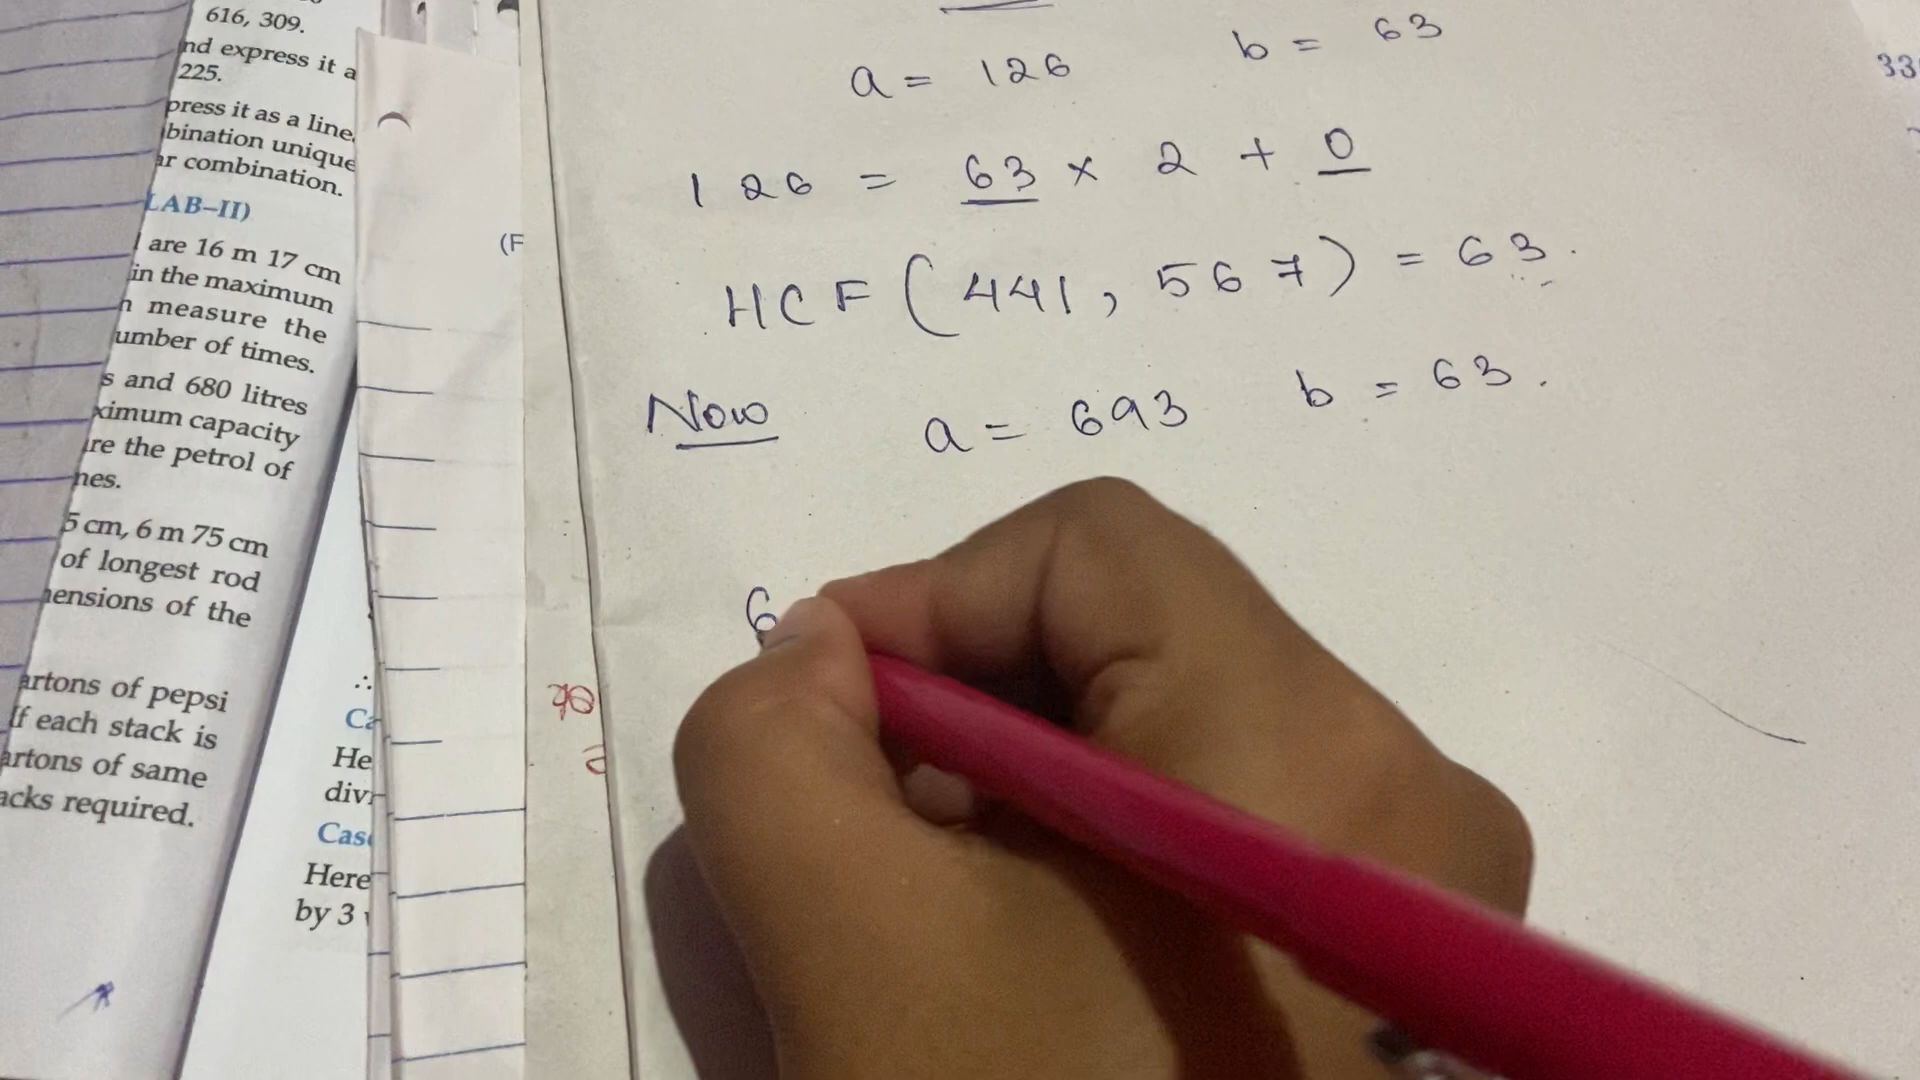 616, 309.
nd express it a
225.
press it as a line
bination unique
ar combination.
LAB–II)
are 16 m 17 cm
in the maximum
measure the
umber of times.
s and 680 litres
ximum capacity
re the petrol of
nes.
5 cm, 6 m 75 cm
of longest rod
ensions of the
artons of pepsi
If each stack is
artons of same
acks required.
(F
∴
Ca
He
divi
Case
Here
by 3
a = 126 b = 63
126 = 63 × 2 + 0
HCF (441, 567) = 63.
Now a = 693 b = 63.
6
33